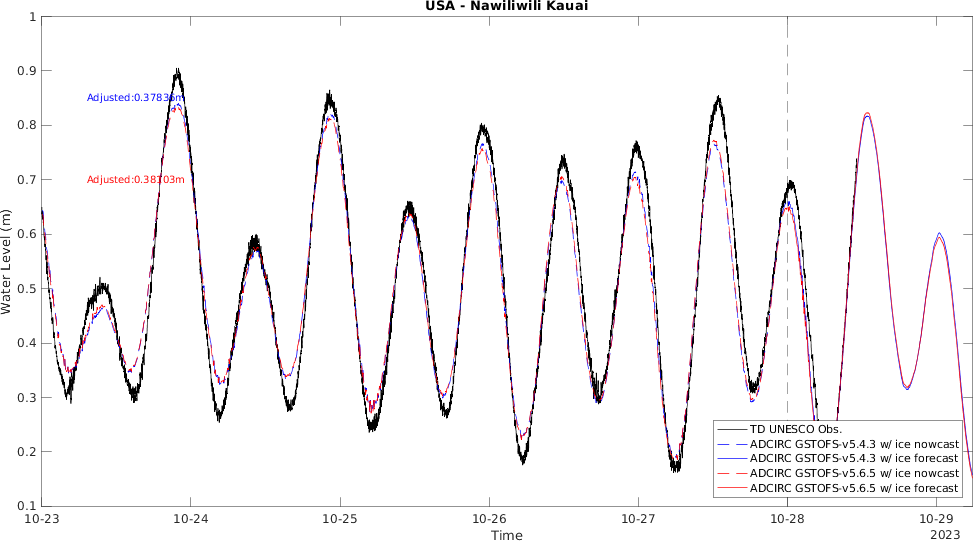 USA - Nawiliwili Kauai
1
0.9
0.8
0.7
0.6
0.5
0.4
0.3
0.2
0.1
Water Level (m)
Adjusted:0.37836m
Adjusted:0.38103m
TD UNESCO Obs.
ADCIRC GSTOFS-v5.4.3 w/ ice nowcast
ADCIRC GSTOFS-v5.4.3 w/ ice forecast
ADCIRC GSTOFS-v5.6.5 w/ ice nowcast
ADCIRC GSTOFS-v5.6.5 w/ ice forecast
10-23 10-24 10-25 10-26 10-27 10-28 10-29
Time
2023